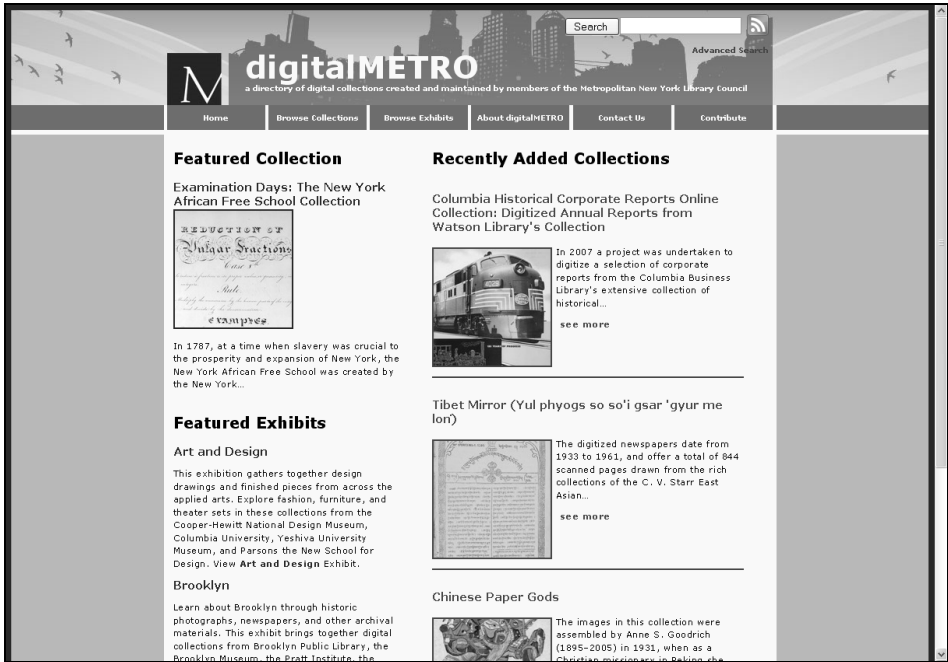 Search
Advanced Search
M
digitalMETRO
a directory of digital collections created and maintained by members of the Metropolitan New York Library Council
Home
Browse Collections
Browse Exhibits
About digitalMETRO
Contact Us
Contribute
Featured Collection
Examination Days: The New York
African Free School Collection
REDUCTION OF
Vulgar Fractions
Case
Rule
EXAMPLES
In 1787, at a time when slavery was crucial to
the prosperity and expansion of New York, the
New York African Free School was created by
the New York...
Featured Exhibits
Art and Design
This exhibition gathers together design
drawings and finished pieces from across the
applied arts. Explore fashion, furniture, and
theater sets in these collections from the
Cooper-Hewitt National Design Museum,
Columbia University, Yeshiva University
Museum, and Parsons the New School for
Design. View Art and Design Exhibit.
Brooklyn
Learn about Brooklyn through historic
photographs, newspapers, and other archival
materials. This exhibit brings together digital
collections from Brooklyn Public Library, the
Brooklyn Museum, the Pratt Institute, the
Recently Added Collections
Columbia Historical Corporate Reports Online
Collection: Digitized Annual Reports from
Watson Library's Collection
In 2007 a project was undertaken to
digitize a selection of corporate
reports from the Columbia Business
Library's extensive collection of
historical...
see more
Tibet Mirror (Yul phyogs so so'i gsar 'gyur me
lon̄)
The digitized newspapers date from
1933 to 1961, and offer a total of 844
scanned pages drawn from the rich
collections of the C. V. Starr East
Asian...
see more
Chinese Paper Gods
The images in this collection were
assembled by Anne S. Goodrich
(1895-2005) in 1931, when as a
Christian missionary in Peking she